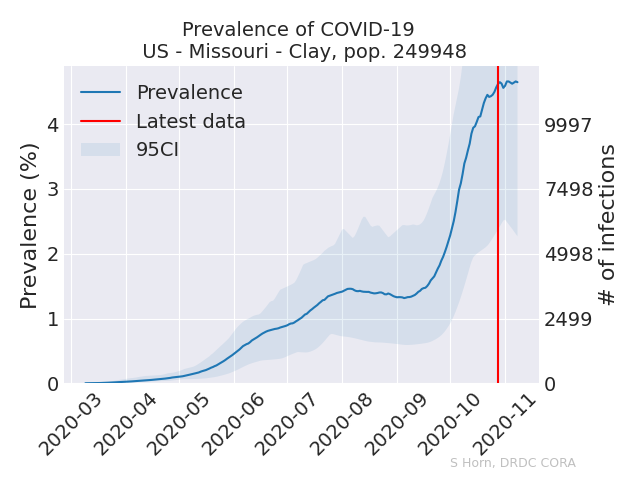 Prevalence of COVID-19
US - Missouri - Clay, pop. 249948
Prevalence
Latest data
95CI
Prevalence (%)
4
3
2
1
0
9997
7498
4998
2499
0
# of infections
2020-03
2020-04
2020-05
2020-06
2020-07
2020-08
2020-09
2020-10
2020-11
S Horn, DRDC CORA